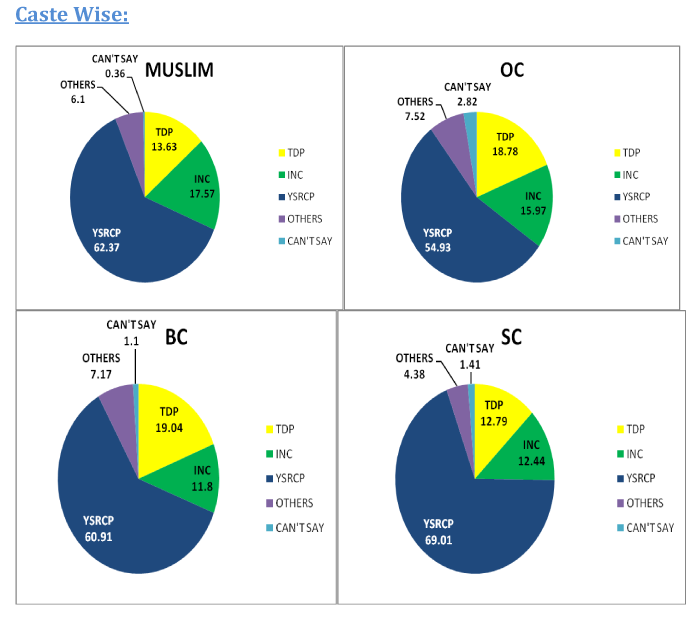 Caste Wise:
MUSLIM
CAN'T SAY
0.36
OTHERS
6.1
TDP
13.63
INC
17.57
YSRCP
62.37
TDP
INC
YSRCP
OTHERS
CAN'T SAY
OC
CAN'T SAY
2.82
OTHERS
7.52
TDP
18.78
INC
15.97
YSRCP
54.93
TDP
INC
YSRCP
OTHERS
CAN'T SAY
BC
CAN'T SAY
1.1
OTHERS
7.17
TDP
19.04
INC
11.8
YSRCP
60.91
TDP
INC
YSRCP
OTHERS
CAN'T SAY
SC
CAN'T SAY
1.41
OTHERS
4.38
TDP
12.79
INC
12.44
YSRCP
69.01
TDP
INC
YSRCP
OTHERS
CAN'T SAY